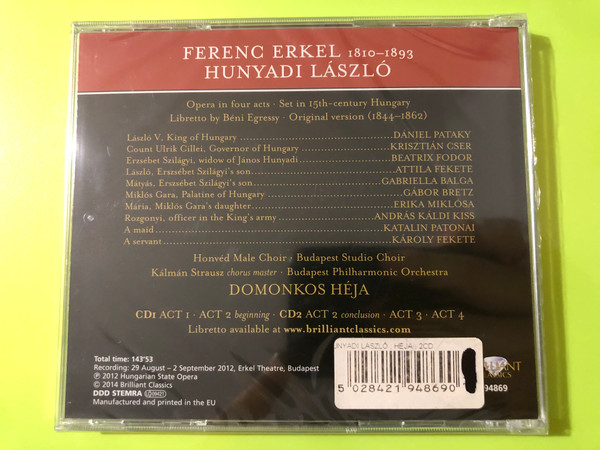 FERENC ERKEL 1810–1893
HUNYADI LÁSZLÓ
Opera in four acts · Set in 15th-century Hungary
Libretto by Béni Egressy · Original version (1844–1862)
László V, King of Hungary ........ DÁNIEL PATAKY
Count Ulrik Cillei, Governor of Hungary ........ KRISZTIÁN CSER
Erzsébet Szilágyi, widow of János Hunyadi ........ BEATRIX FODOR
László, Erszsébet Szilágyi's son ........ ATTILA FEKETE
Mátyás, Erszsébet Szilágyi's son ........ GABRIELLA BALGA
Miklós Gara, Palatine of Hungary ........ GÁBOR BRETZ
Mária, Miklós Gara's daughter ........ ERIKA MIKLÓSA
Rozgonyi, officer in the King's army ........ ANDRÁS KÁLDI KISS
A maid ........ KATALIN PATONAI
A servant ........ KÁROLY FEKETE
Honvéd Male Choir · Budapest Studio Choir
Kálmán Strausz chorus master · Budapest Philharmonic Orchestra
DOMONKOS HÉJA
CD1 ACT 1 · ACT 2 beginning · CD2 ACT 2 conclusion · ACT 3 · ACT 4
Libretto available at www.brilliantclassics.com
Total time: 143'53
Recording: 29 August – 2 September 2012, Erkel Theatre, Budapest
Ⓟ 2012 Hungarian State Opera
© 2014 Brilliant Classics
DDD STEMRA LC09421
Manufactured and printed in the EU
UNYADI LÁSZLÓ : HEJA : 2CD
5 028421 948690
94869